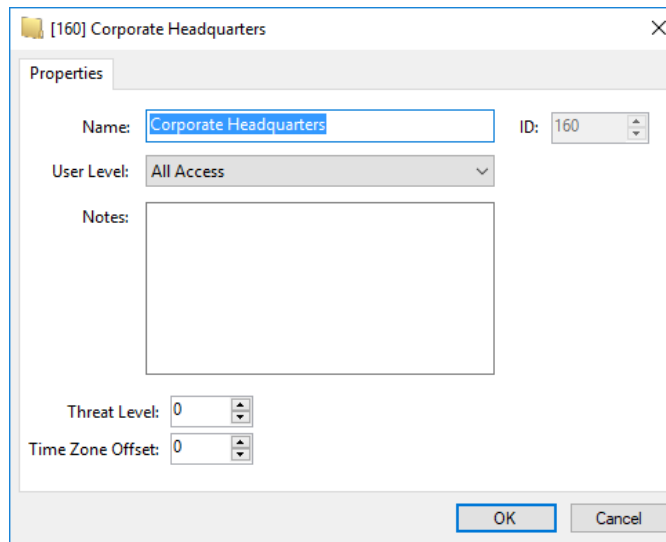 [160] Corporate Headquarters
Properties
Name: Corporate Headquarters ID: 160
User Level: All Access
Notes:
Threat Level: 0
Time Zone Offset: 0
OK Cancel